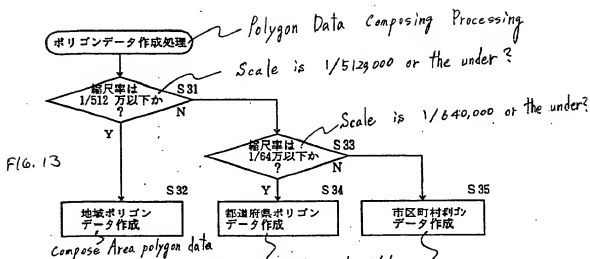 ポリゴンデータ作成処理
Polygon Data Composing Processing
縮尺率は
1/512 万以下か
?
S31
Scale is 1/5129,000 or the under?
Y
N
縮尺率は
1/64万以下か
?
S33
Scale is 1/640,000 or the under?
Y
N
FIG. 13
S32
地域ポリゴン
データ作成
S34
都道府県ポリゴン
データ作成
S35
市区町村ポリゴン
データ作成
Compose Area polygon data